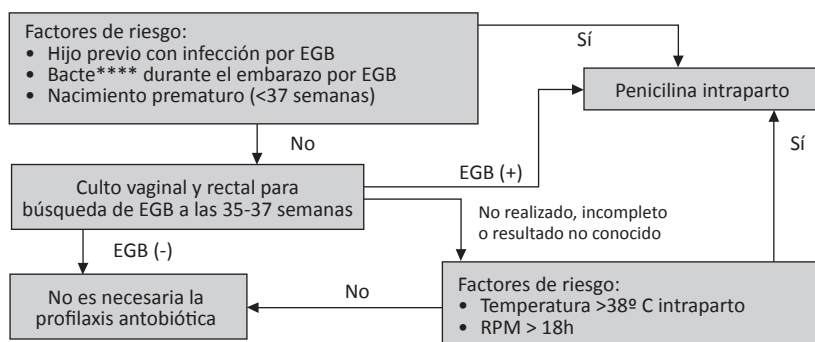 Factores de riesgo:
• Hijo previo con infección por EGB
• Bacte**** durante el embarazo por EGB
• Nacimiento prematuro (<37 semanas)
Sí
Penicilina intraparto
No
EGB (+)
Sí
Culto vaginal y rectal para
búsqueda de EGB a las 35-37 semanas
No realizado, incompleto
o resultado no conocido
EGB (-)
No es necesaria la
profilaxis antobiótica
No
Factores de riesgo:
• Temperatura >38º C intraparto
• RPM > 18h